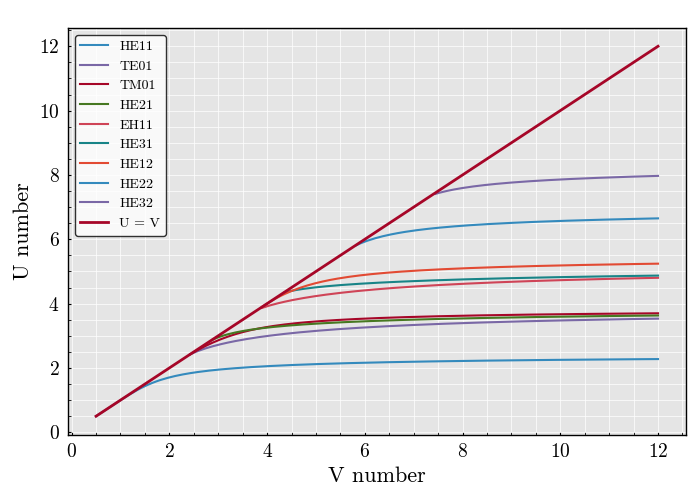 HE11
TE01
TM01
HE21
EH11
HE31
HE12
HE22
HE32
U = V
12
10
8
6
4
2
0
U number
0 2 4 6 8 10 12
V number